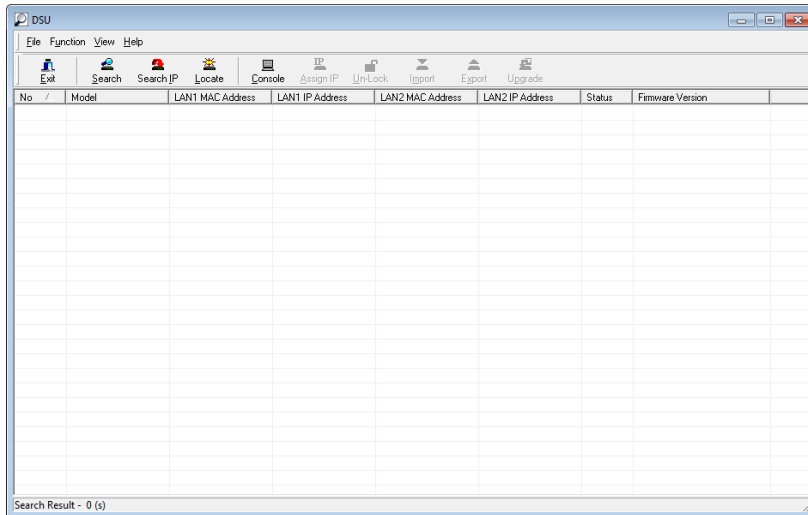 DSU
File Function View Help
Exit Search Search IP Locate Console Assign IP Un-Lock Import Export Upgrade
No Model LAN1 MAC Address LAN1 IP Address LAN2 MAC Address LAN2 IP Address Status Firmware Version
Search Result - 0 (s)